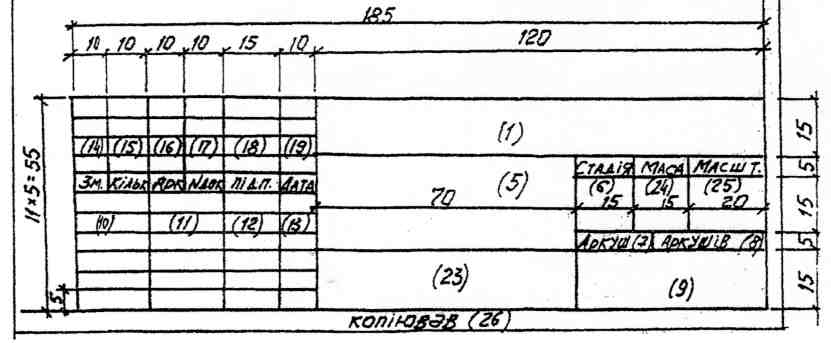 185
10 10 10 10 15 10 120
(1)
15
(14) (15) (16) (17) (18) (19)
11×5=55
Зм. Кільк Арк №док Підп. Дата
(5)
70
Стадія Маса Масшт.
5
(6) (24) (25)
15 15 20
15
(10) (11) (12) (13)
Аркуш (7) Аркушів (8)
5
(23)
(9)
15
5
Копіював (26)